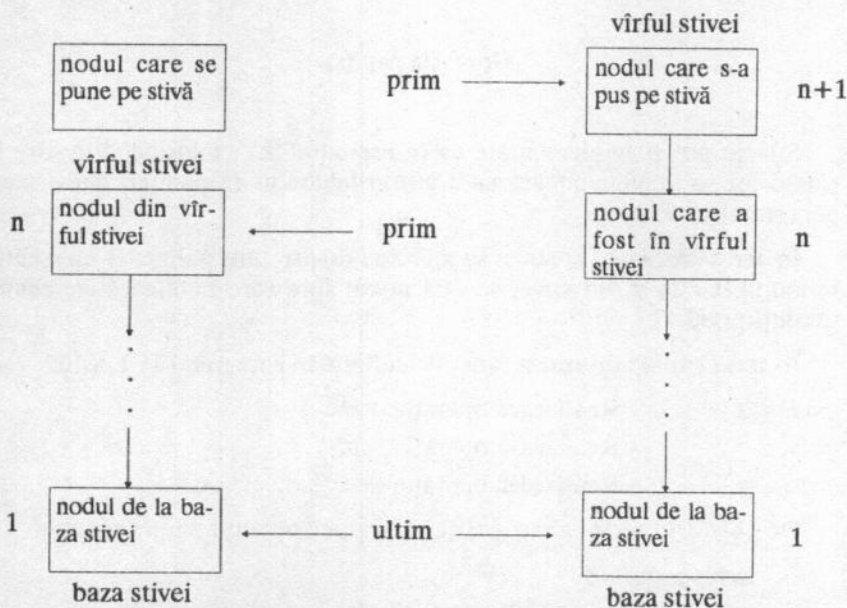 vîrful stivei
nodul care se
pune pe stivă
prim
nodul care s-a
pus pe stivă
n+1
vîrful stivei
n
nodul din vîr-
ful stivei
prim
nodul care a
fost în vîrful
stivei
n
1
nodul de la ba-
za stivei
ultim
nodul de la ba-
za stivei
1
baza stivei
baza stivei